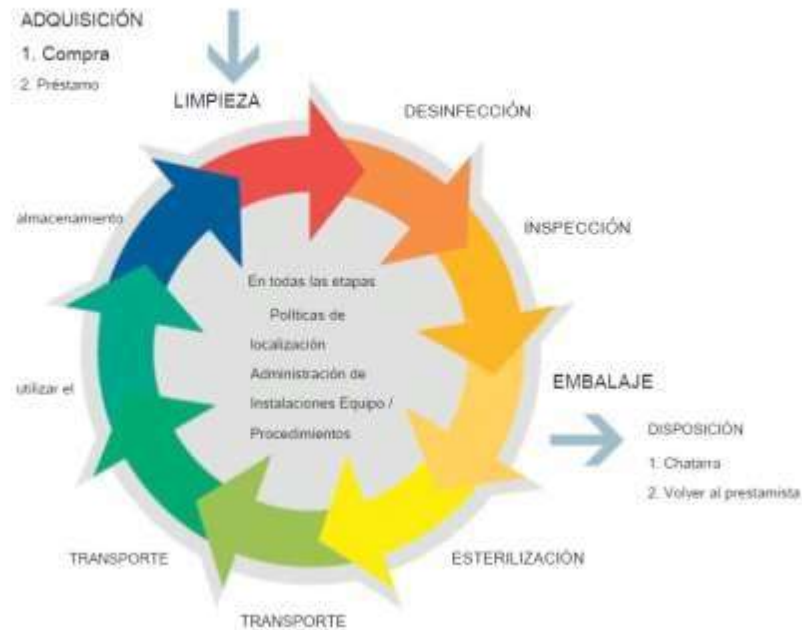 ADQUISICIÓN
1. Compra
2. Préstamo
LIMPIEZA
DESINFECCIÓN
INSPECCIÓN
EMBALAJE
DISPOSICIÓN
1. Chatarra
2. Volver al prestamista
ESTERILIZACIÓN
TRANSPORTE
TRANSPORTE
utilizar el
almacenamiento
En todas las etapas
Políticas de
localización
Administración de
Instalaciones Equipo /
Procedimientos